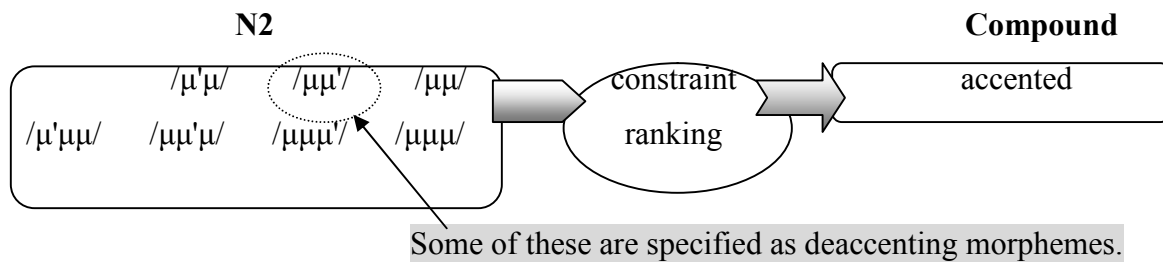 N2 Compound
/μ'μ/ /μμ'/ /μμ/ constraint accented
/μ'μμ/ /μμ'μ/ /μμμ'/ /μμμ/ ranking
Some of these are specified as deaccenting morphemes.